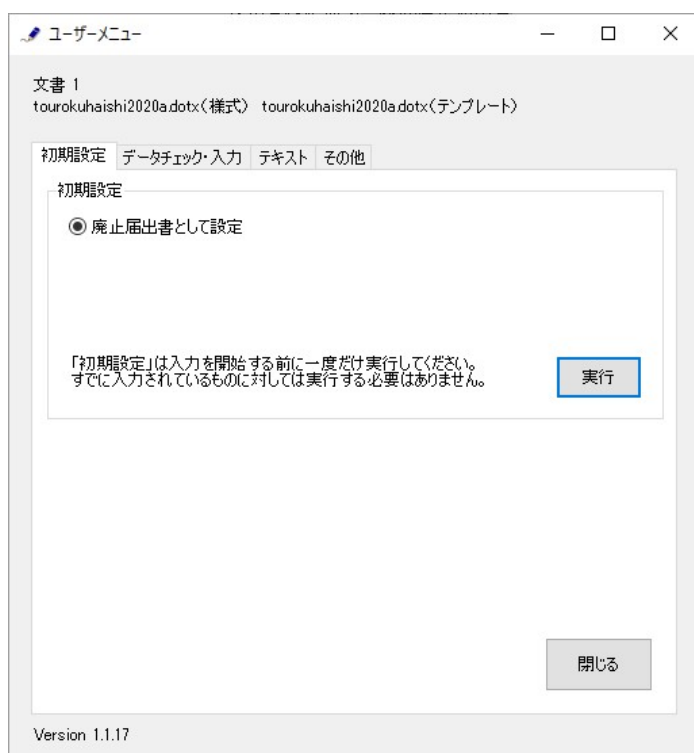 ユーザーメニュー
文書 1
tourokuhaishi2020a.dotx(様式) tourokuhaishi2020a.dotx(テンプレート)
初期設定 データチェック・入力 テキスト その他
初期設定
廃止届出書として設定
「初期設定」は入力を開始する前に一度だけ実行してください。
すでに入力されているものに対しては実行する必要はありません。
実行
閉じる
Version 1.1.17